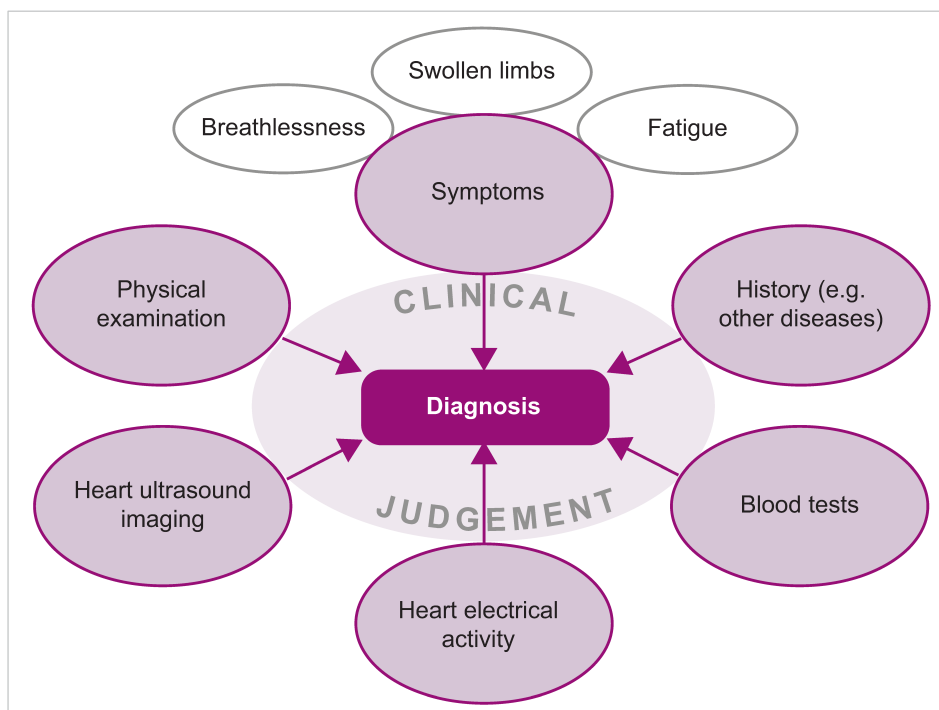 Swollen limbs
Breathlessness
Fatigue
Symptoms
Physical
examination
CLINICAL
History (e.g.
other diseases)
Diagnosis
Heart ultrasound
imaging
JUDGEMENT
Blood tests
Heart electrical
activity